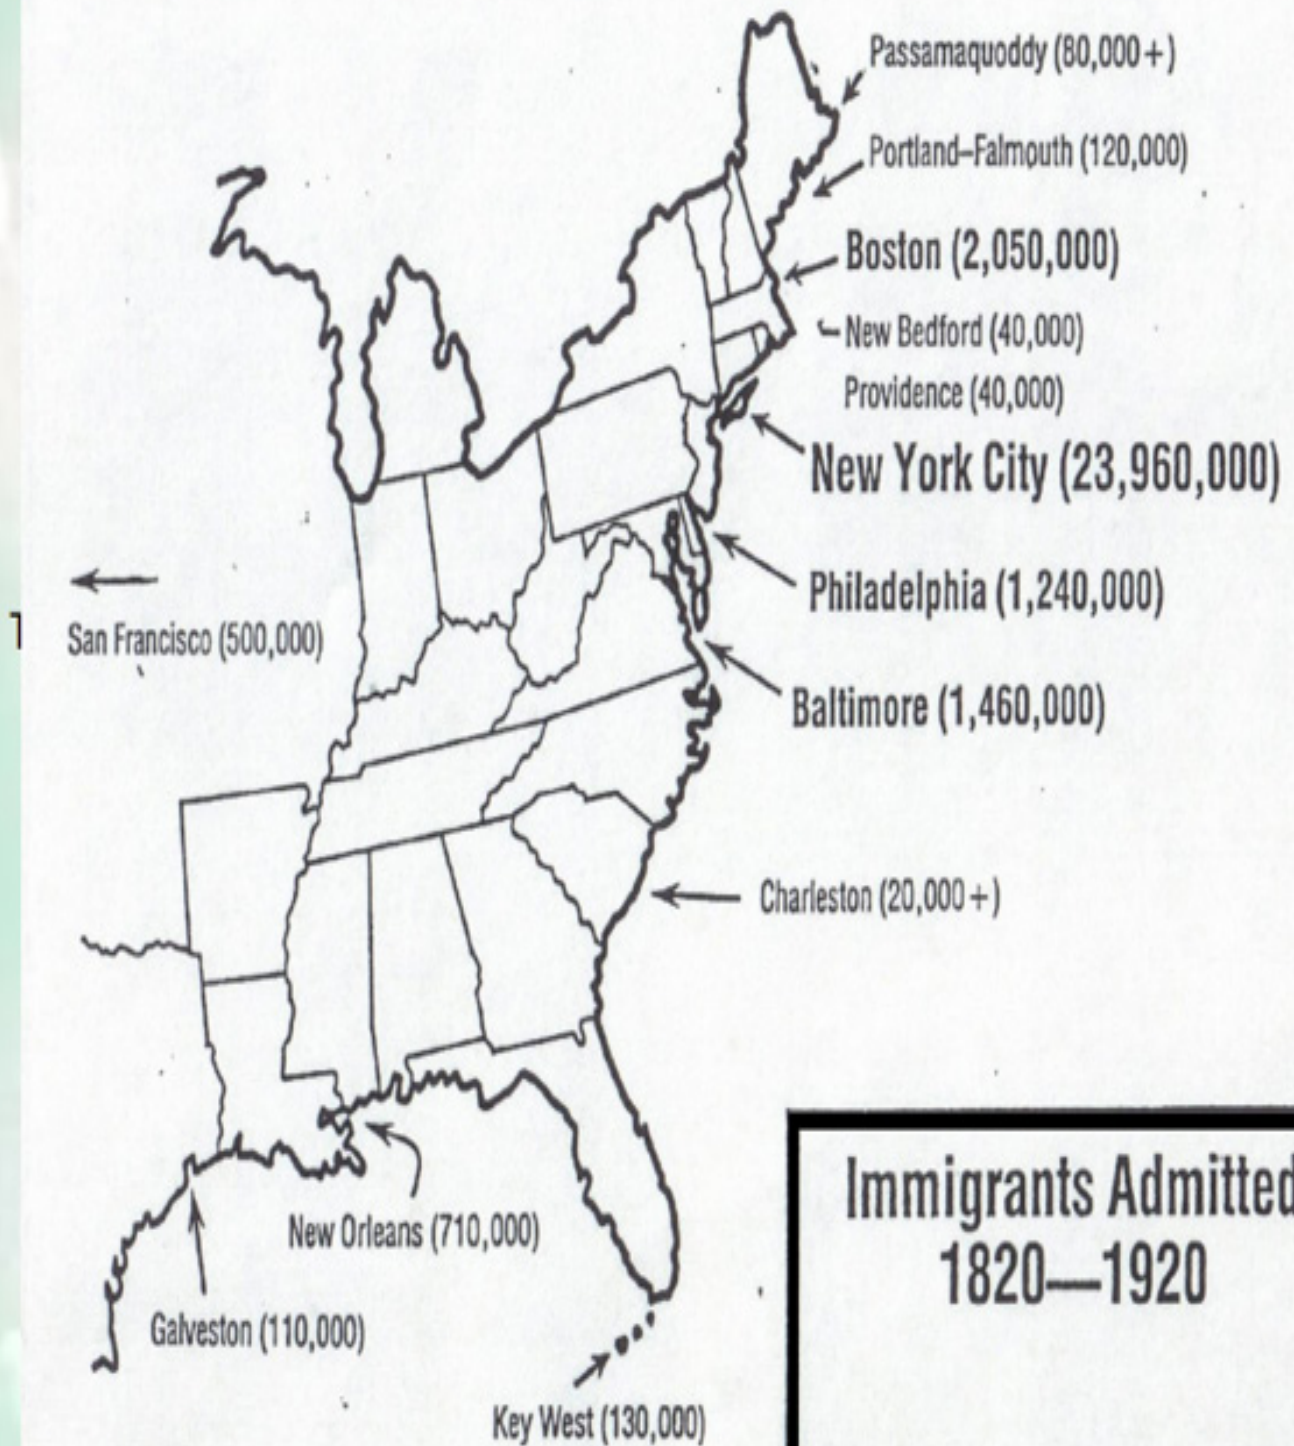 Passamaquoddy (80,000+)
Portland–Falmouth (120,000)
Boston (2,050,000)
New Bedford (40,000)
Providence (40,000)
New York City (23,960,000)
Philadelphia (1,240,000)
San Francisco (500,000)
Baltimore (1,460,000)
Charleston (20,000+)
New Orleans (710,000)
Galveston (110,000)
Key West (130,000)
Immigrants Admitted
1820—1920